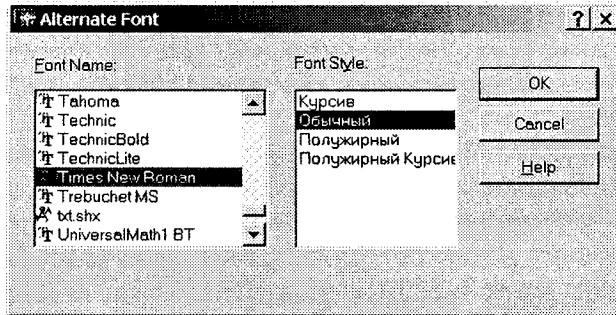 Alternate Font
Font Name:
Tahoma
Technic
TechnicBold
TechnicLite
Times New Roman
Trebuchet MS
txt.shx
UniversalMath1 BT
Font Style:
Курсив
Обычный
Полужирный
Полужирный Курсив
OK
Cancel
Help